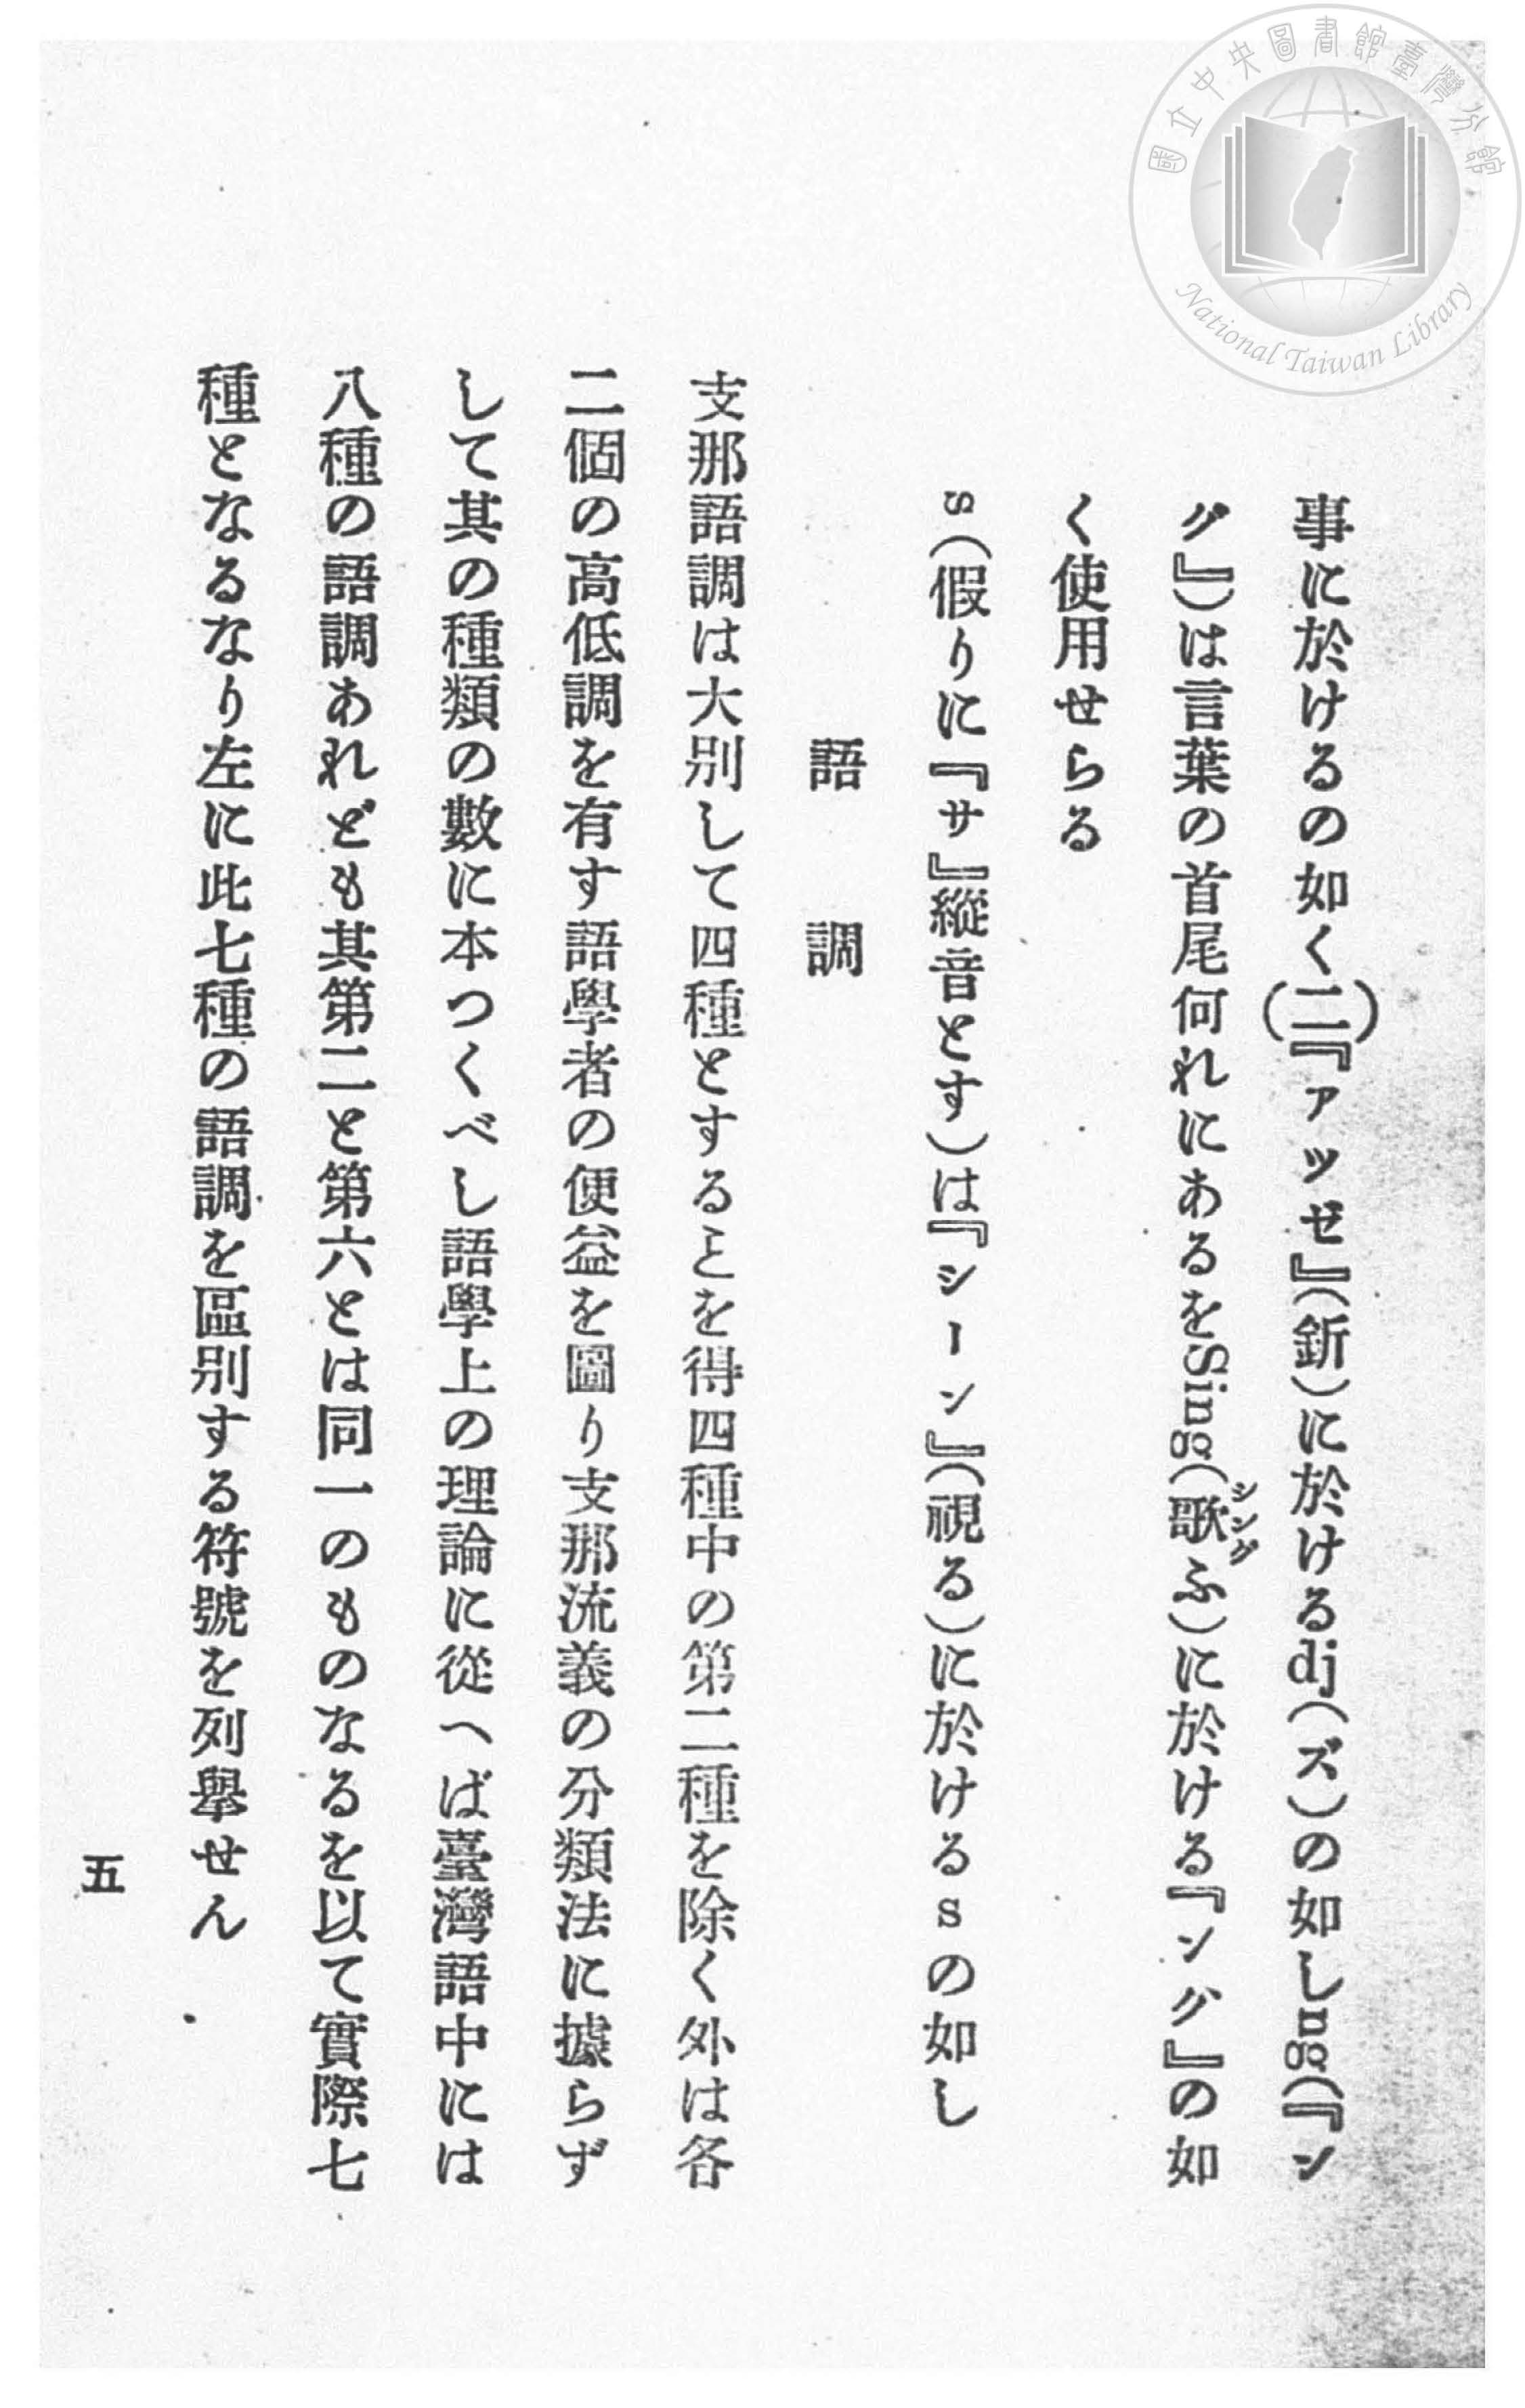 事に於けるの如く(二)『アッゼ』(釿)に於けるdj(ズ)の如しng(『ン
グ』)は言葉の首尾何れにあるをSing(歌ふ)に於ける『ング』の如
シング
く使用せらる
s(假りに『サ』縱音とす)は『シーン』(視る)に於けるsの如し
語調
支那語調は大別して四種とすることを得四種中の第二種を除く外は各
二個の高低調を有す語學者の便益を圖り支那流義の分類法に據らず
して其の種類の數に本つくべし語學上の理論に從へば臺灣語中には
八種の語調あれども其第二と第六とは同一のものなるを以て實際七
種となるなり左に此七種の語調を區別する符號を列擧せん
五
國立中央圖書館臺灣分館
National Taiwan Library